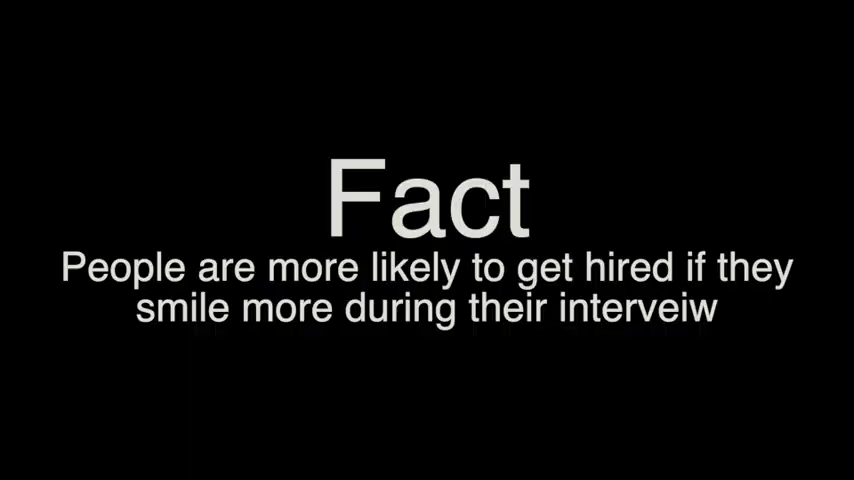 Fact
People are more likely to get hired if they
smile more during their interveiw